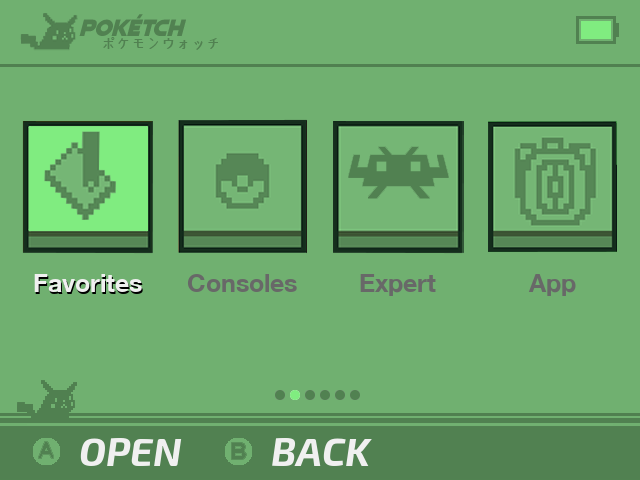 POKÉTCH
ポケモンウォッチ
Favorites
Consoles
Expert
App
A OPEN
B BACK